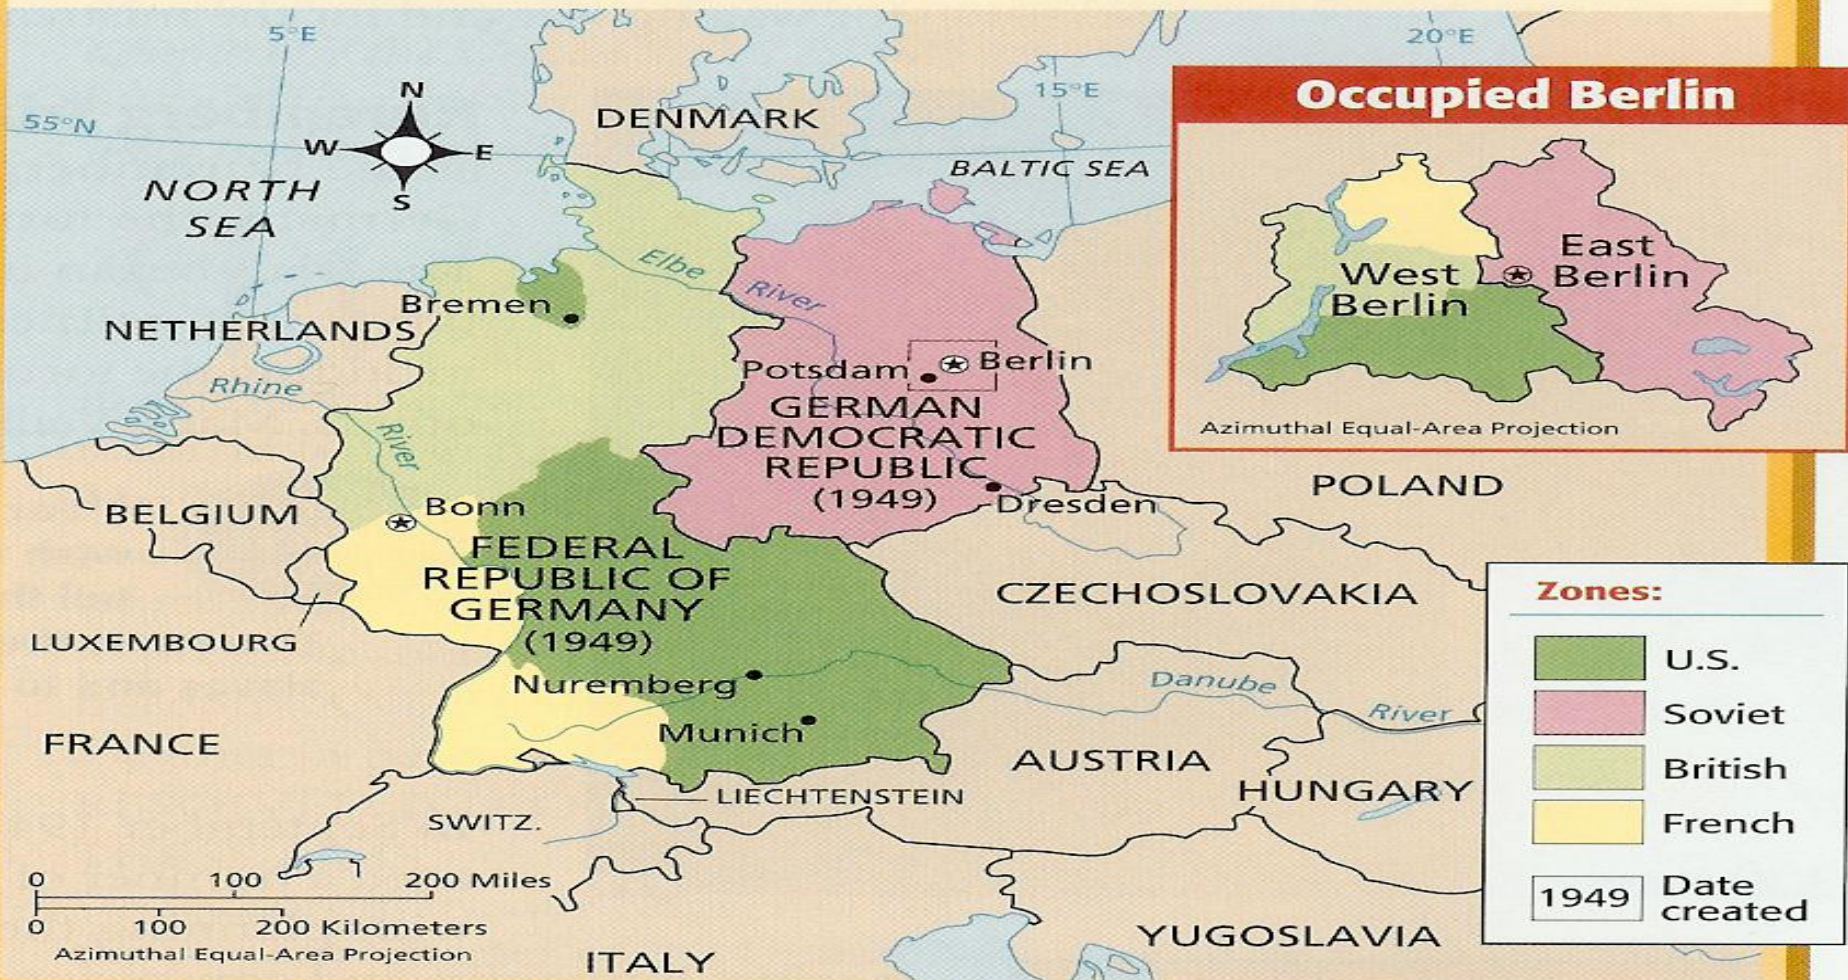 5°E
20°E
15°E
55°N
N
W
E
S
DENMARK
NORTH
SEA
BALTIC SEA
Elbe
River
Bremen
NETHERLANDS
Rhine
River
Potsdam
Berlin
GERMAN
DEMOCRATIC
REPUBLIC
(1949)
Dresden
POLAND
BELGIUM
Bonn
FEDERAL
REPUBLIC OF
GERMANY
(1949)
CZECHOSLOVAKIA
LUXEMBOURG
Nuremberg
Danube
River
Munich
FRANCE
AUSTRIA
HUNGARY
LIECHTENSTEIN
SWITZ.
YUGOSLAVIA
ITALY
0 100 200 Miles
0 100 200 Kilometers
Azimuthal Equal-Area Projection
Occupied Berlin
West
Berlin
East
Berlin
Azimuthal Equal-Area Projection
Zones:
U.S.
Soviet
British
French
1949 Date
created